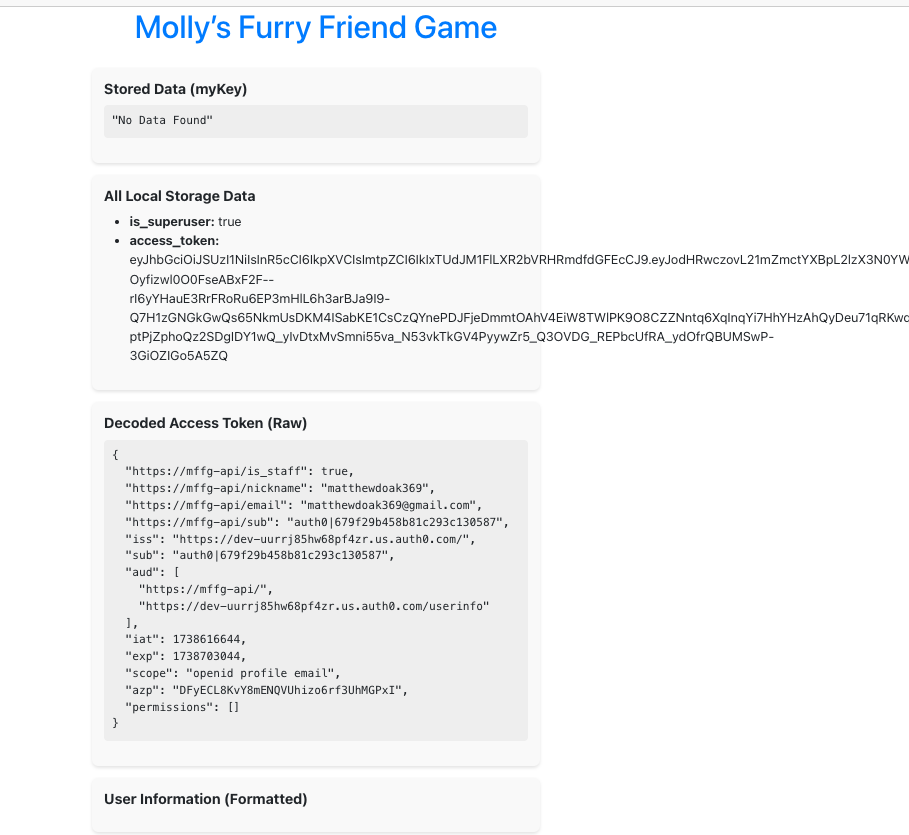 Molly’s Furry Friend Game
Stored Data (myKey)
"No Data Found"
All Local Storage Data
• is_superuser: true
• access_token:
eyJhbGciOiJSUzI1NiIsInR5cCI6IkpXVCIsImtpZCI6IklxTUdJM1FlLXR2bVRHRmdfdGFEcCJ9.eyJodHRwczovL21mZmctYXBpL2lzX3N0YW
Oyfizwl0O0FseABxF2F--
rI6yYHauE3RrFRoRu6EP3mHlL6h3arBJa9I9-
Q7H1zGNGkGwQs65NkmUsDKM4ISabKE1CsCzQYnePDJFjeDmmtOAhV4EiW8TWlPK9O8CZZNntq6XqInqYi7HhYHzAhQyDeu71qRKwc
ptPjZphoQz2SDglDY1wQ_ylvDtxMvSmni55va_N53vkTkGV4PyywZr5_Q3OVDG_REPbcUfRA_ydOfrQBUMSwP-
3GiOZIGo5A5ZQ
Decoded Access Token (Raw)
{
"https://mffg-api/is_staff": true,
"https://mffg-api/nickname": "matthewdoak369",
"https://mffg-api/email": "matthewdoak369@gmail.com",
"https://mffg-api/sub": "auth0|679f29b458b81c293c130587",
"iss": "https://dev-uurrj85hw68pf4zr.us.auth0.com/",
"sub": "auth0|679f29b458b81c293c130587",
"aud": [
"https://mffg-api/",
"https://dev-uurrj85hw68pf4zr.us.auth0.com/userinfo"
],
"iat": 1738616644,
"exp": 1738703044,
"scope": "openid profile email",
"azp": "DFyECL8KvY8mENQVUhizo6rf3UhMGPxI",
"permissions": []
}
User Information (Formatted)